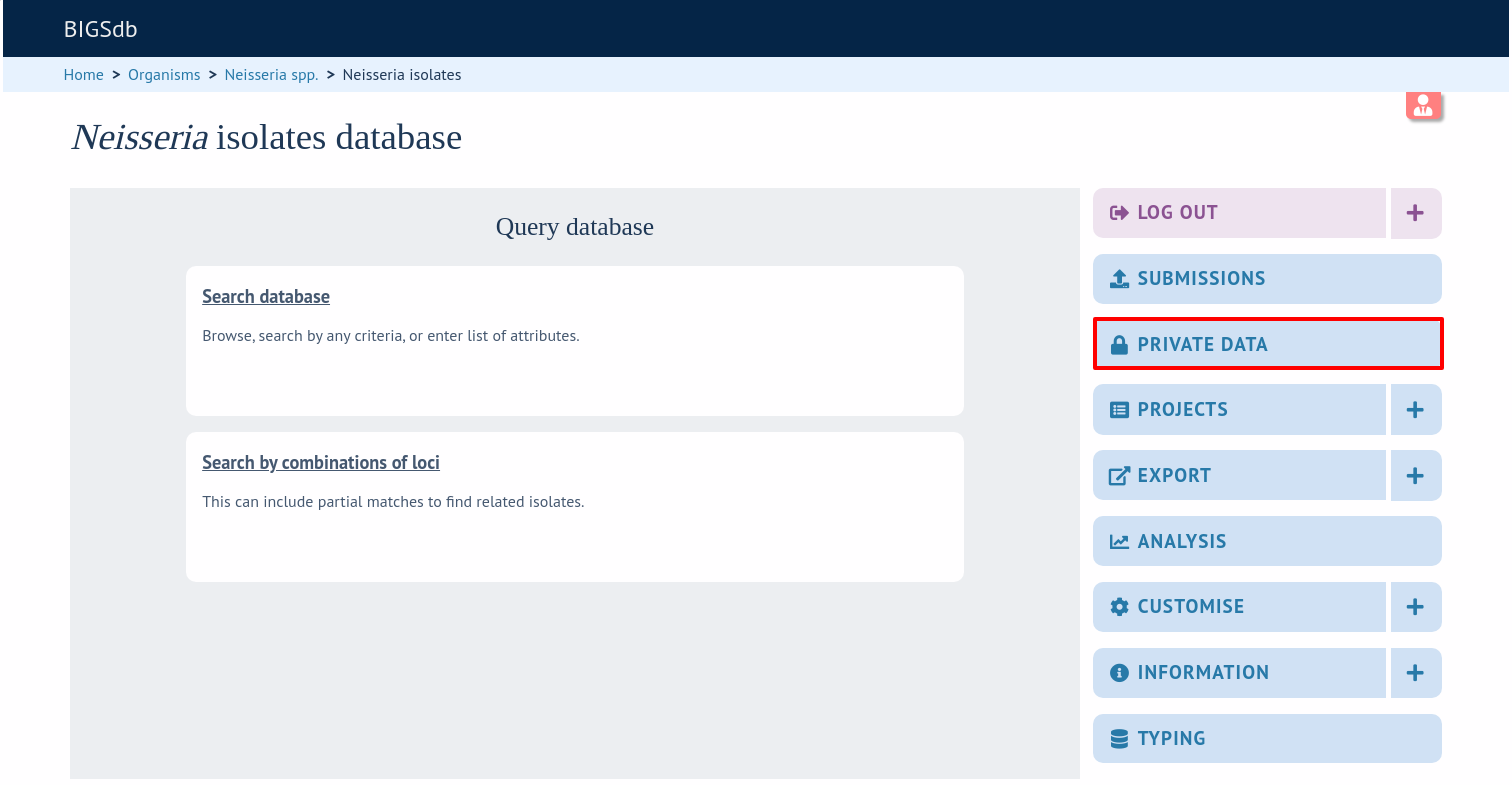 BIGSdb
Home > Organisms > Neisseria spp. > Neisseria isolates
Neisseria isolates database
Query database
Search database
Browse, search by any criteria, or enter list of attributes.
Search by combinations of loci
This can include partial matches to find related isolates.
LOG OUT
SUBMISSIONS
PRIVATE DATA
PROJECTS
EXPORT
ANALYSIS
CUSTOMISE
INFORMATION
TYPING